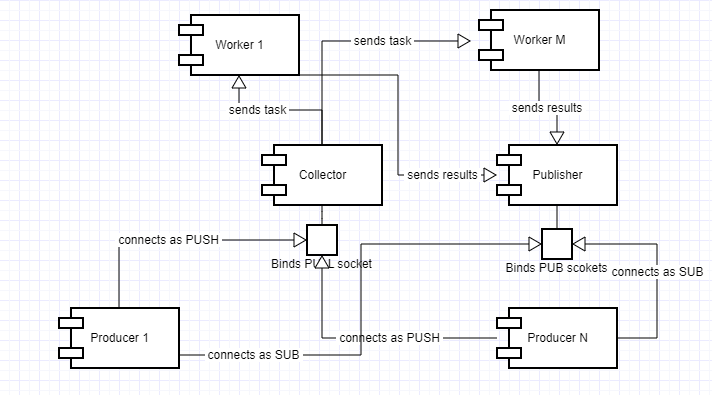 Worker 1
sends task
Worker M
sends task
sends results
Collector
sends results
Publisher
connects as PUSH
Binds PULL socket
Binds PUB scokets
connects as SUB
Producer 1
connects as PUSH
Producer N
connects as SUB